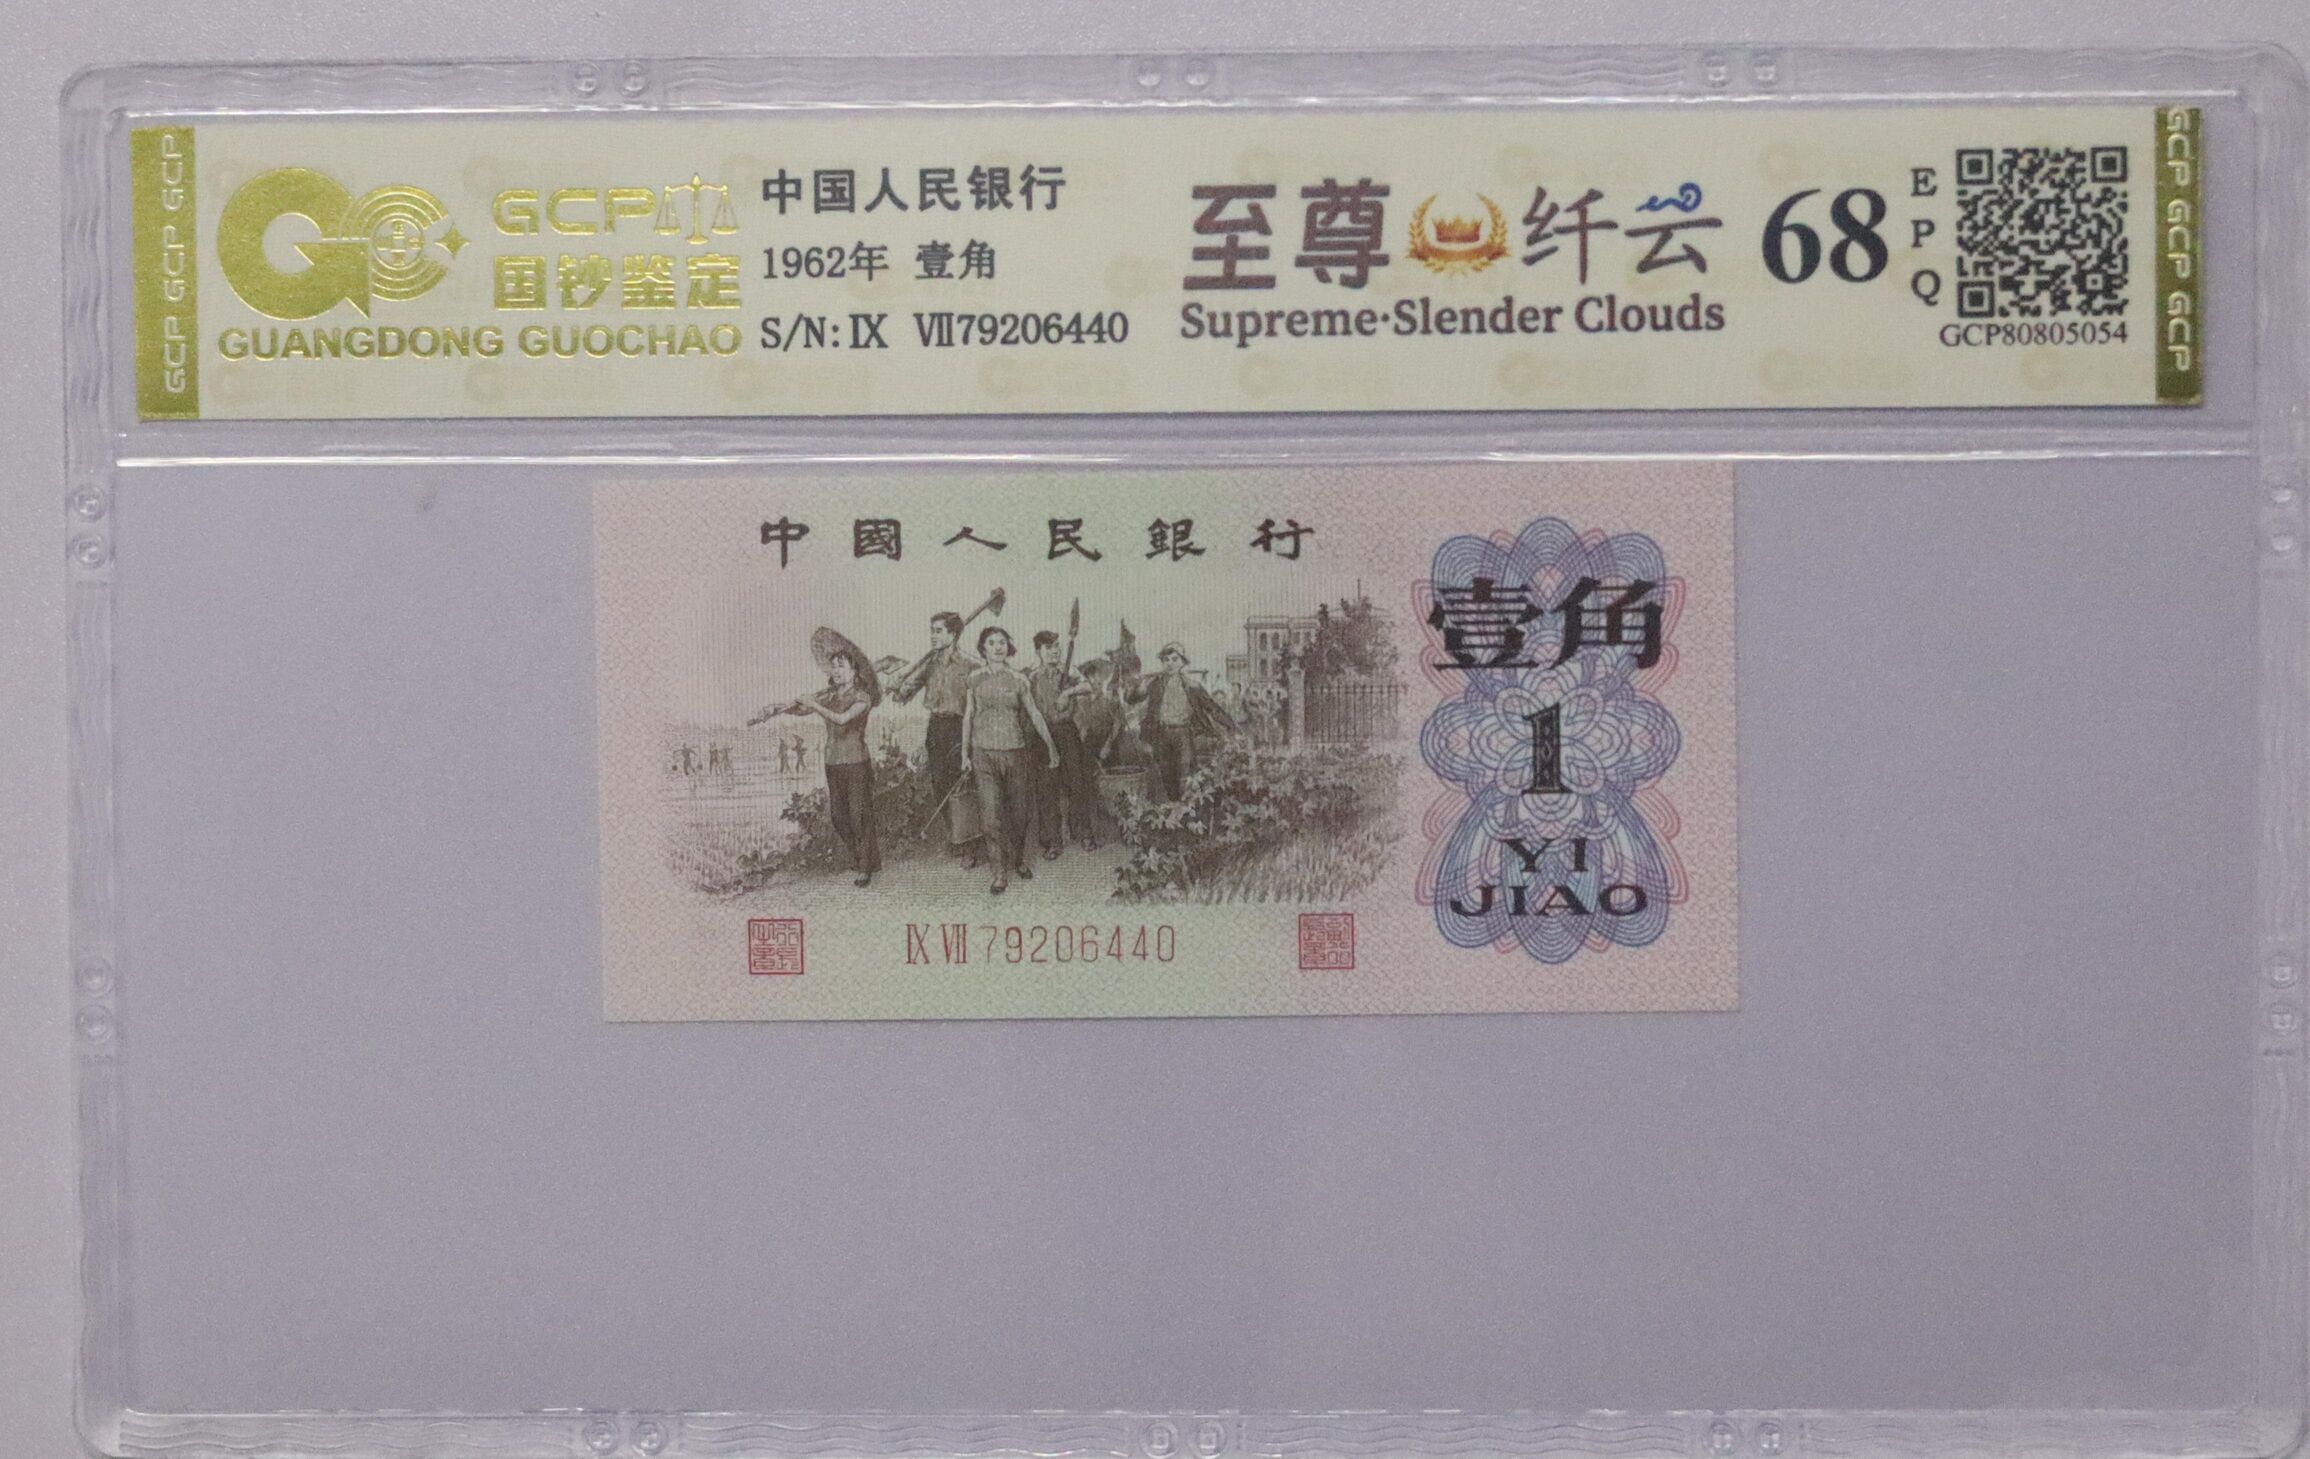 GCP GCP GCP
GCP
国钞鉴定
GUANGDONG GUOCHAO
中国人民银行
1962年 壹角
S/N: Ⅸ Ⅶ79206440
至尊 纤云
Supreme·Slender Clouds
68
EPQ
GCP80805054
GCP GCP GCP
中國人民銀行
壹角
1
YI
JIAO
Ⅸ Ⅶ 79206440